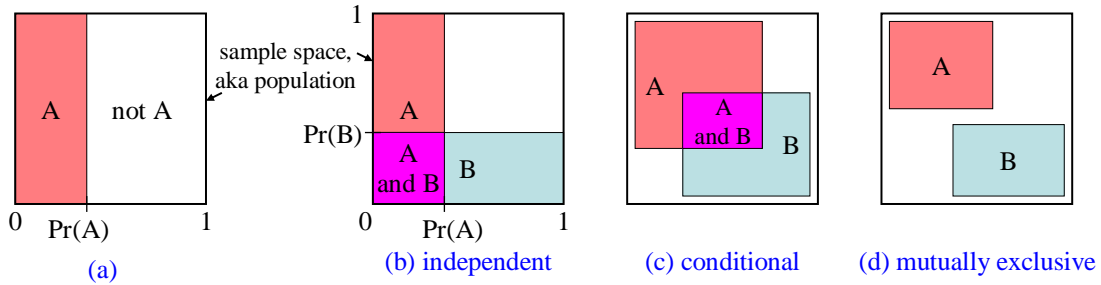 A
not A
0
1
Pr(A)
(a)
sample space,
aka population
1
A
Pr(B)
A
and B
B
0
1
Pr(A)
(b) independent
A
A
and B
B
(c) conditional
A
B
(d) mutually exclusive